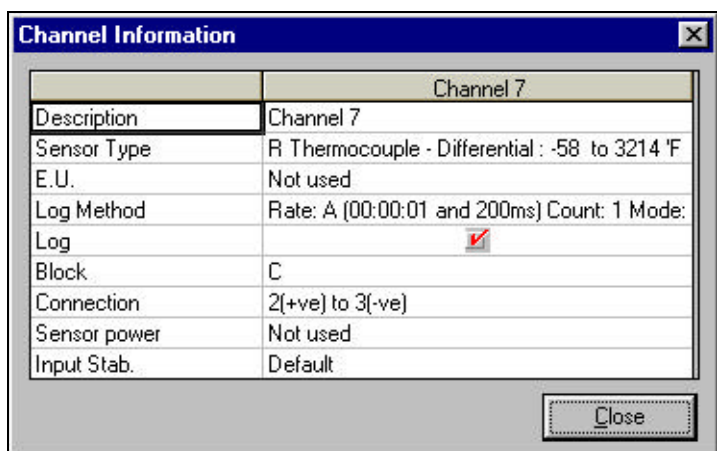 Channel Information
Channel 7
Description Channel 7
Sensor Type R Thermocouple - Differential : -58 to 3214 'F
E.U. Not used
Log Method Rate: A (00:00:01 and 200ms) Count: 1 Mode:
Log
Block C
Connection 2(+ve) to 3(-ve)
Sensor power Not used
Input Stab. Default
Close